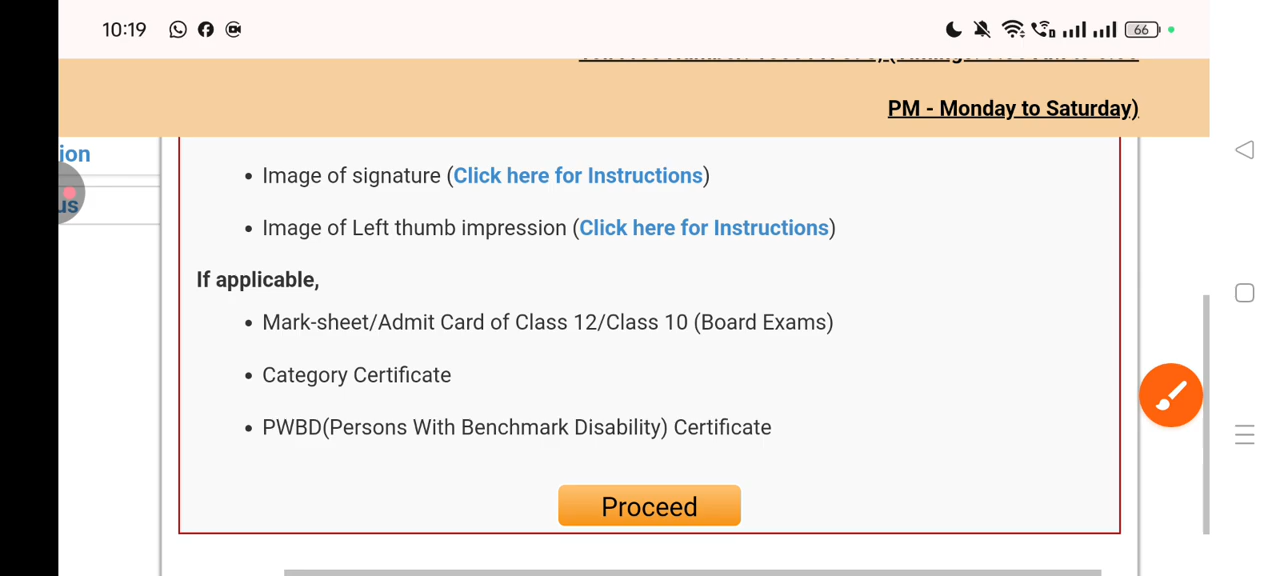 10:19
66
PM - Monday to Saturday)
ion
us
• Image of signature (Click here for Instructions)
• Image of Left thumb impression (Click here for Instructions)
If applicable,
• Mark-sheet/Admit Card of Class 12/Class 10 (Board Exams)
• Category Certificate
• PWBD(Persons With Benchmark Disability) Certificate
Proceed